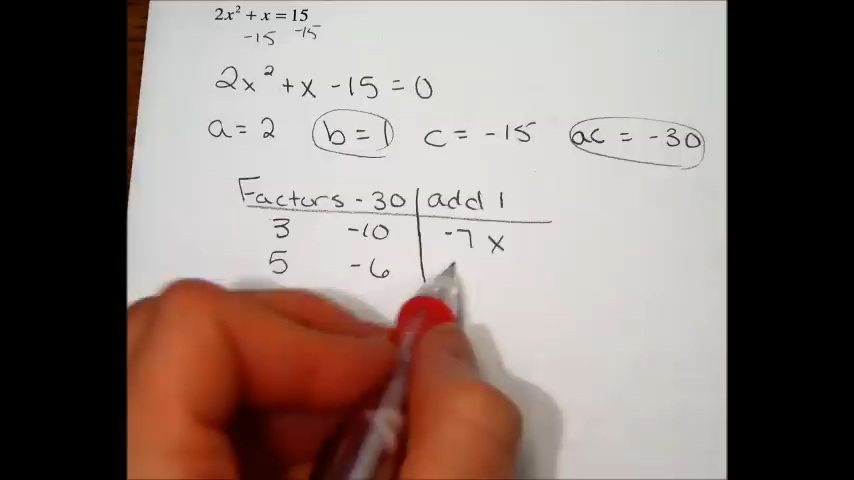 2x² + x = 15
-15 -15
2x² + x - 15 = 0
a = 2 b = 1 c = -15 ac = -30
Factors - 30 add 1
3 -10 -7 x
5 -6